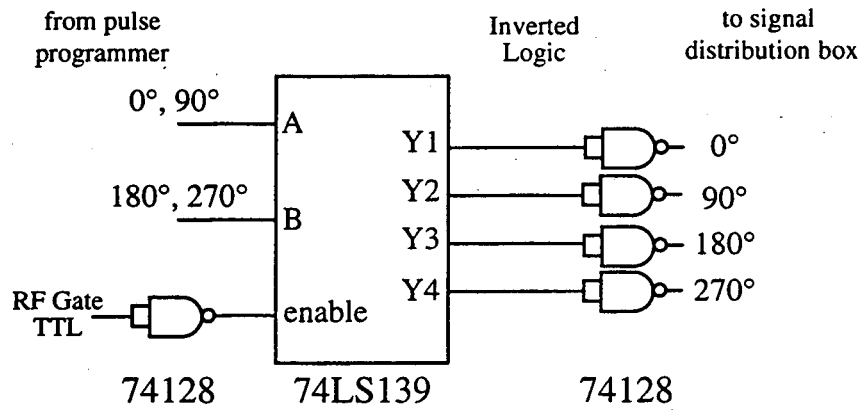 from pulse
programmer
Inverted
Logic
to signal
distribution box
0°, 90°
A
Y1
0°
180°, 270°
B
Y2
90°
Y3
180°
RF Gate
TTL
enable
Y4
270°
74128
74LS139
74128